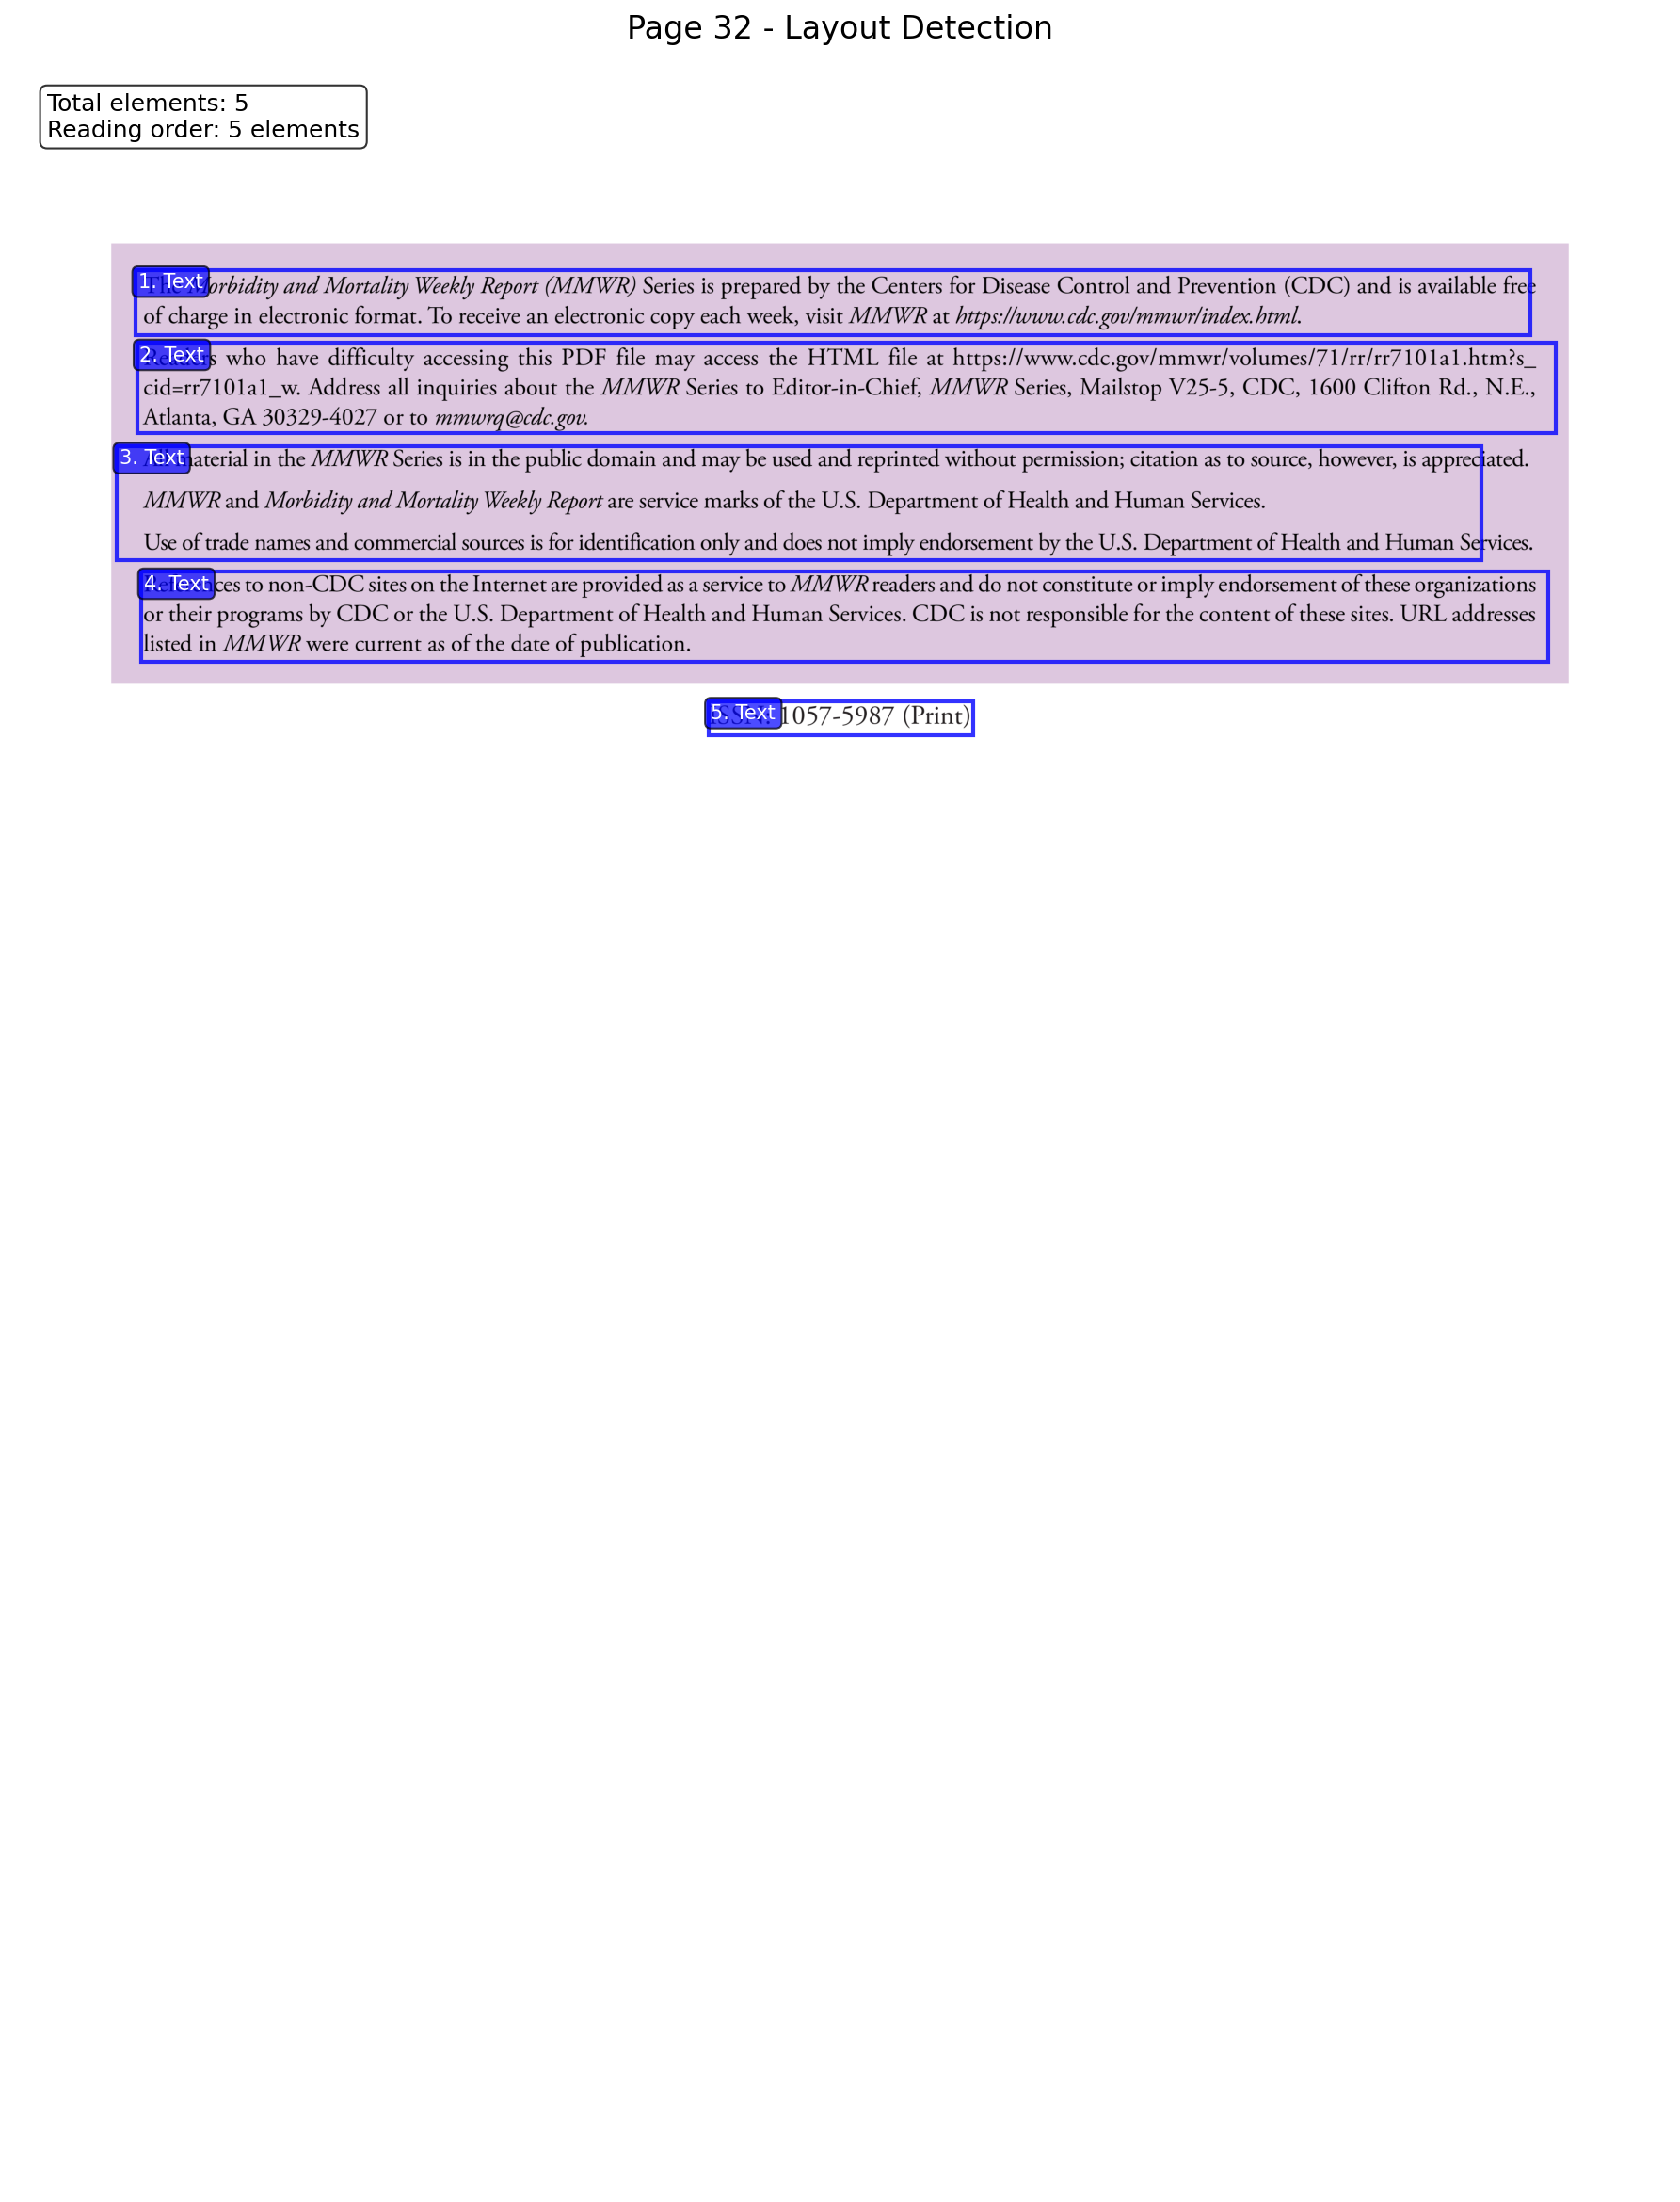 Page 32 - Layout Detection
Total elements: 5
Reading order: 5 elements
1. Text
The Morbidity and Mortality Weekly Report (MMWR) Series is prepared by the Centers for Disease Control and Prevention (CDC) and is available free
of charge in electronic format. To receive an electronic copy each week, visit MMWR at https://www.cdc.gov/mmwr/index.html.
2. Text
Readers who have difficulty accessing this PDF file may access the HTML file at https://www.cdc.gov/mmwr/volumes/71/rr/rr7101a1.htm?s_
cid=rr7101a1_w. Address all inquiries about the MMWR Series to Editor-in-Chief, MMWR Series, Mailstop V25-5, CDC, 1600 Clifton Rd., N.E.,
Atlanta, GA 30329-4027 or to mmwrq@cdc.gov.
3. Text
All material in the MMWR Series is in the public domain and may be used and reprinted without permission; citation as to source, however, is appreciated.
MMWR and Morbidity and Mortality Weekly Report are service marks of the U.S. Department of Health and Human Services.
Use of trade names and commercial sources is for identification only and does not imply endorsement by the U.S. Department of Health and Human Services.
4. Text
References to non-CDC sites on the Internet are provided as a service to MMWR readers and do not constitute or imply endorsement of these organizations
or their programs by CDC or the U.S. Department of Health and Human Services. CDC is not responsible for the content of these sites. URL addresses
listed in MMWR were current as of the date of publication.
5. Text
ISSN: 1057-5987 (Print)